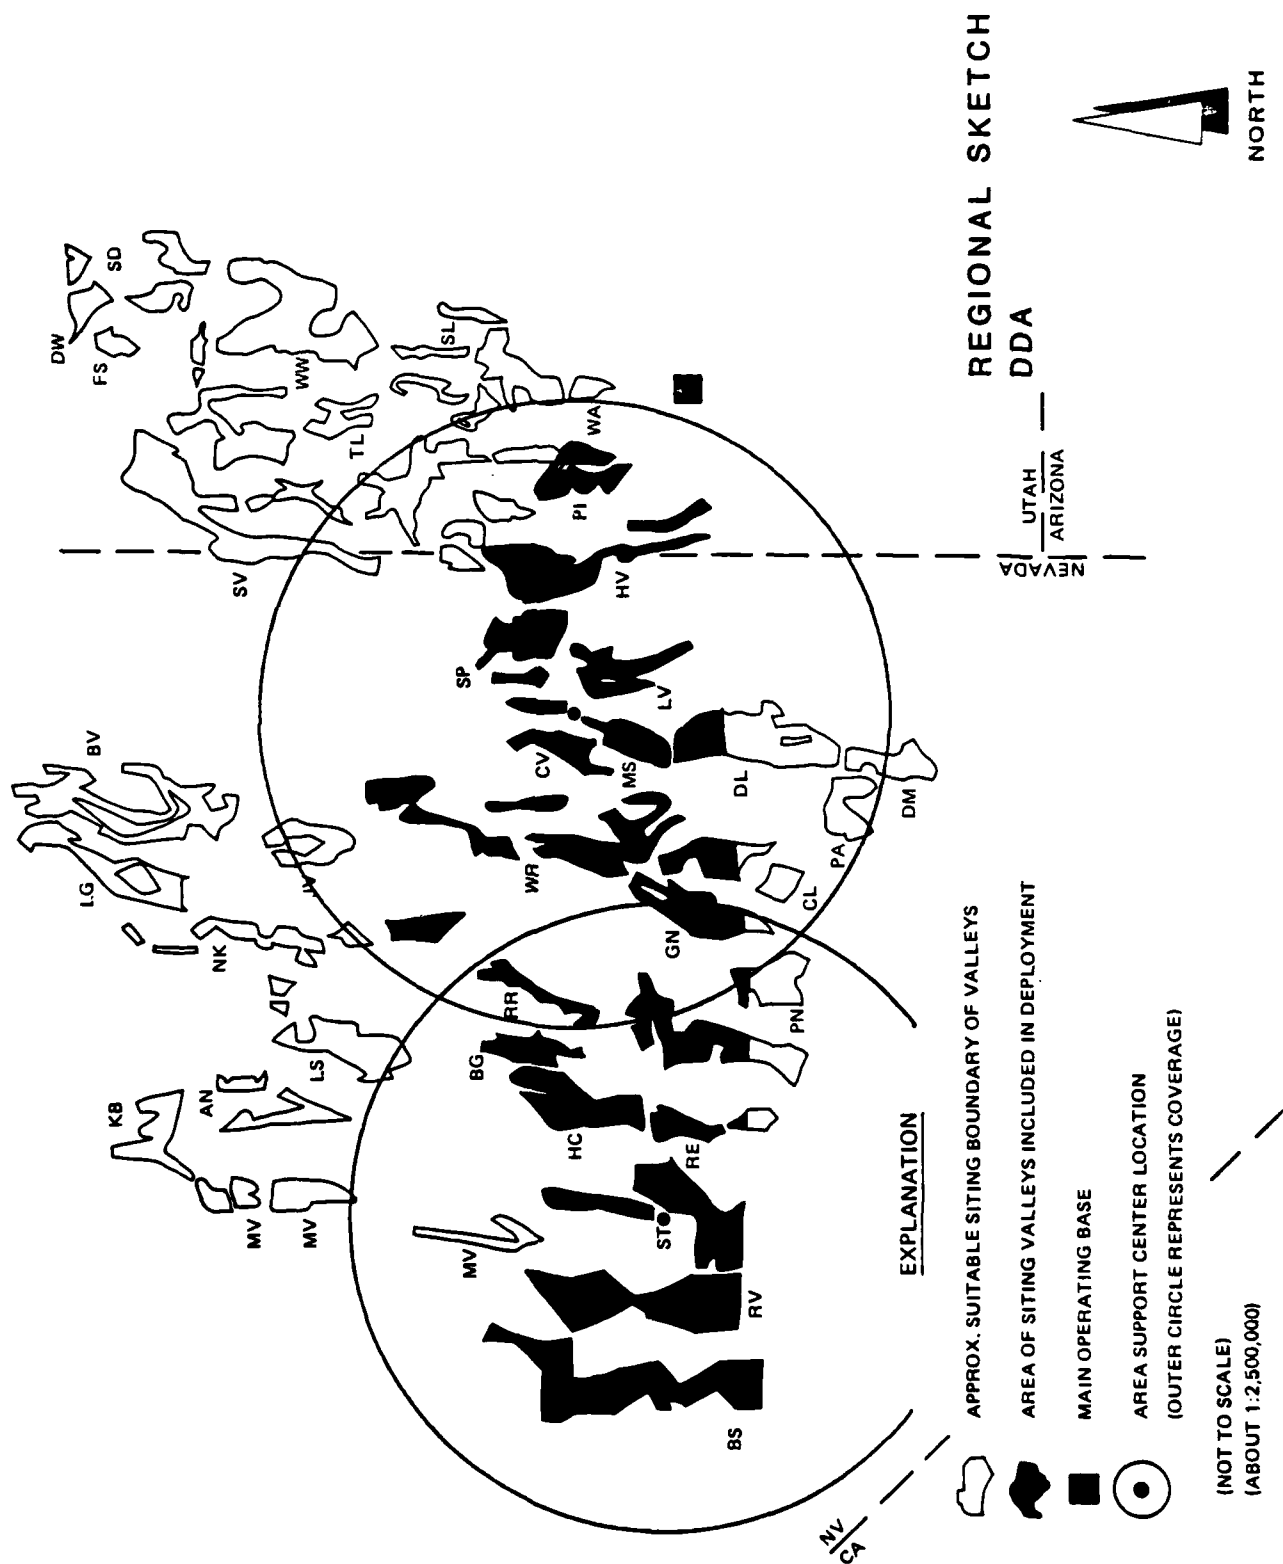 DW
LG
BV
FS
KB
SD
AN
NK
SV
MV
MV
LS
JV
WW
TL
SL
MV
BG
SP
RR
WR
CV
HC
PI
WA
HV
MS
ST
LV
GN
RE
BS
DL
RV
PN
CL
PA
DM
NV
CA
NEVADA
UTAH
ARIZONA
REGIONAL SKETCH
DDA
NORTH
EXPLANATION
APPROX. SUITABLE SITING BOUNDARY OF VALLEYS
AREA OF SITING VALLEYS INCLUDED IN DEPLOYMENT
MAIN OPERATING BASE
AREA SUPPORT CENTER LOCATION
(OUTER CIRCLE REPRESENTS COVERAGE)
(NOT TO SCALE)
(ABOUT 1:2,500,000)